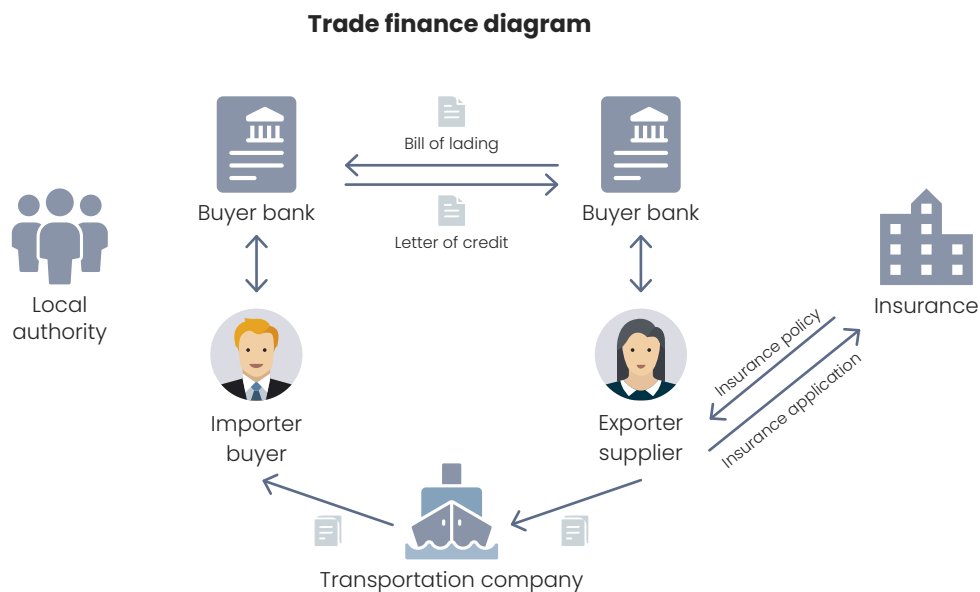 Trade finance diagram
Bill of lading
Buyer bank
Buyer bank
Letter of credit
Local
authority
Insurance
Insurance policy
Insurance application
Importer
buyer
Exporter
supplier
Transportation company